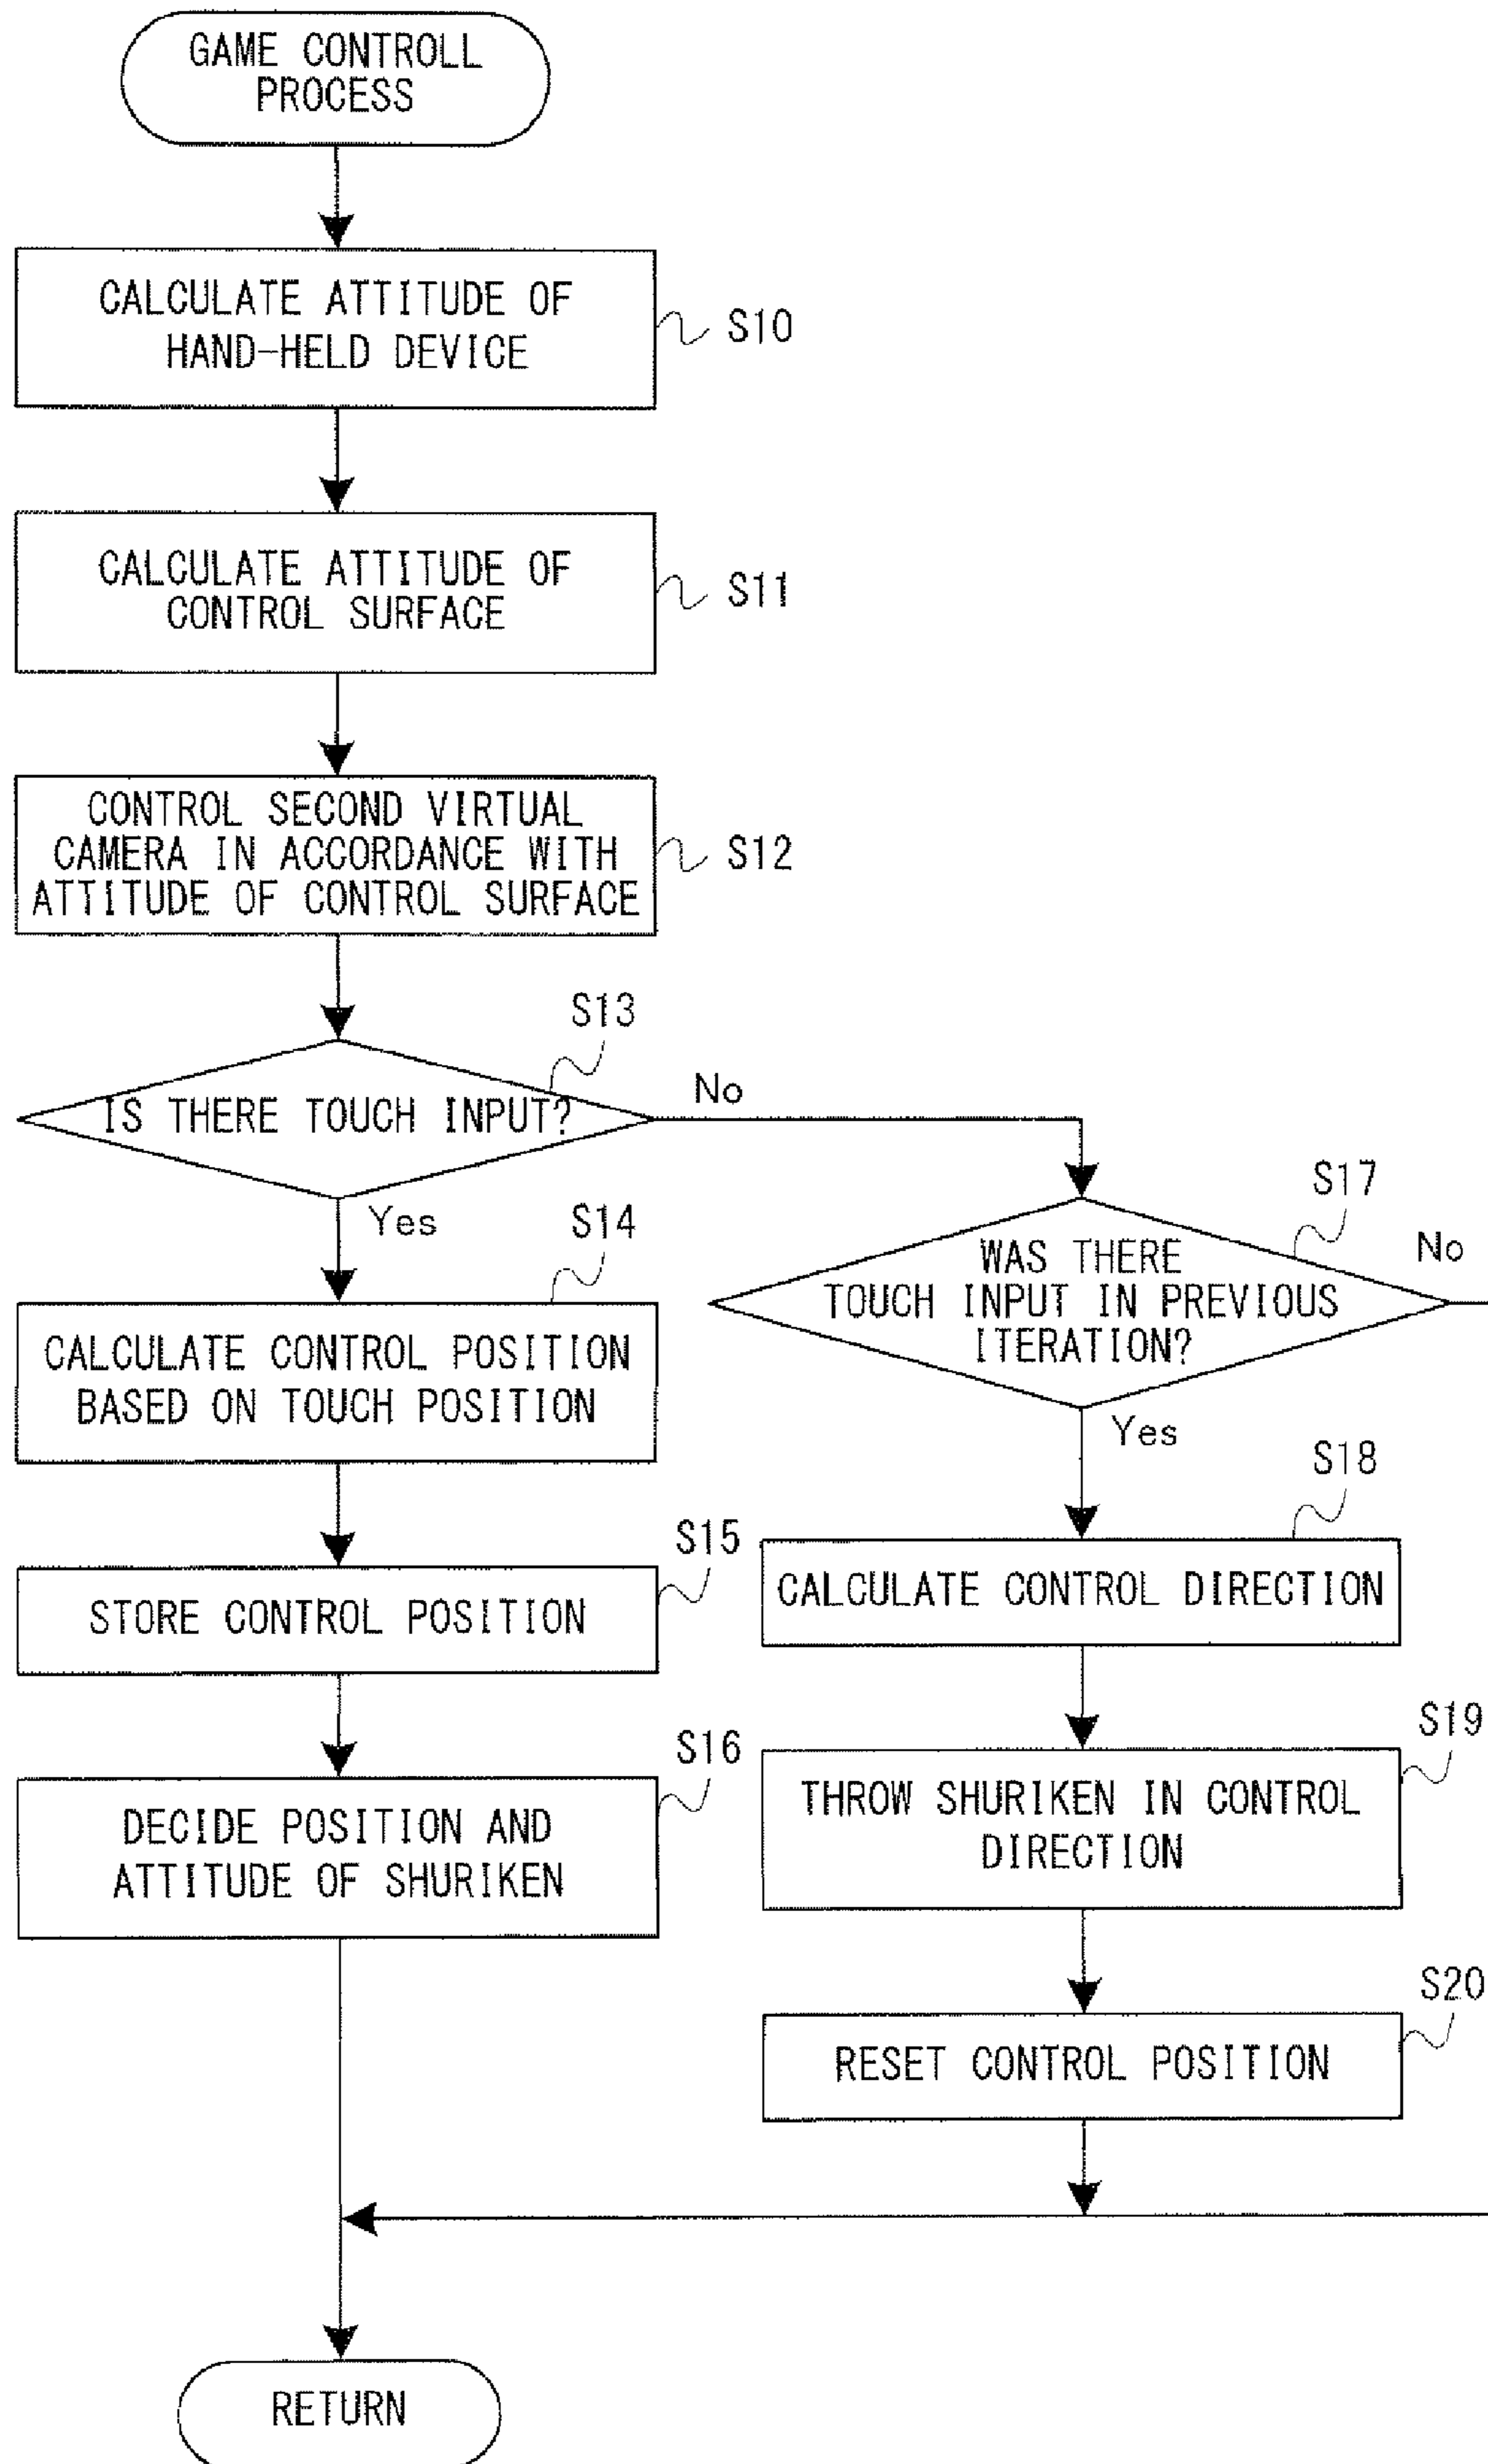 GAME CONTROLL
PROCESS
CALCULATE ATTITUDE OF
HAND-HELD DEVICE
S10
CALCULATE ATTITUDE OF
CONTROL SURFACE
S11
CONTROL SECOND VIRTUAL
CAMERA IN ACCORDANCE WITH
ATTITUDE OF CONTROL SURFACE
S12
S13
IS THERE TOUCH INPUT?
No
Yes
S14
CALCULATE CONTROL POSITION
BASED ON TOUCH POSITION
S15
STORE CONTROL POSITION
S16
DECIDE POSITION AND
ATTITUDE OF SHURIKEN
S17
WAS THERE
TOUCH INPUT IN PREVIOUS
ITERATION?
No
Yes
S18
CALCULATE CONTROL DIRECTION
S19
THROW SHURIKEN IN CONTROL
DIRECTION
S20
RESET CONTROL POSITION
RETURN